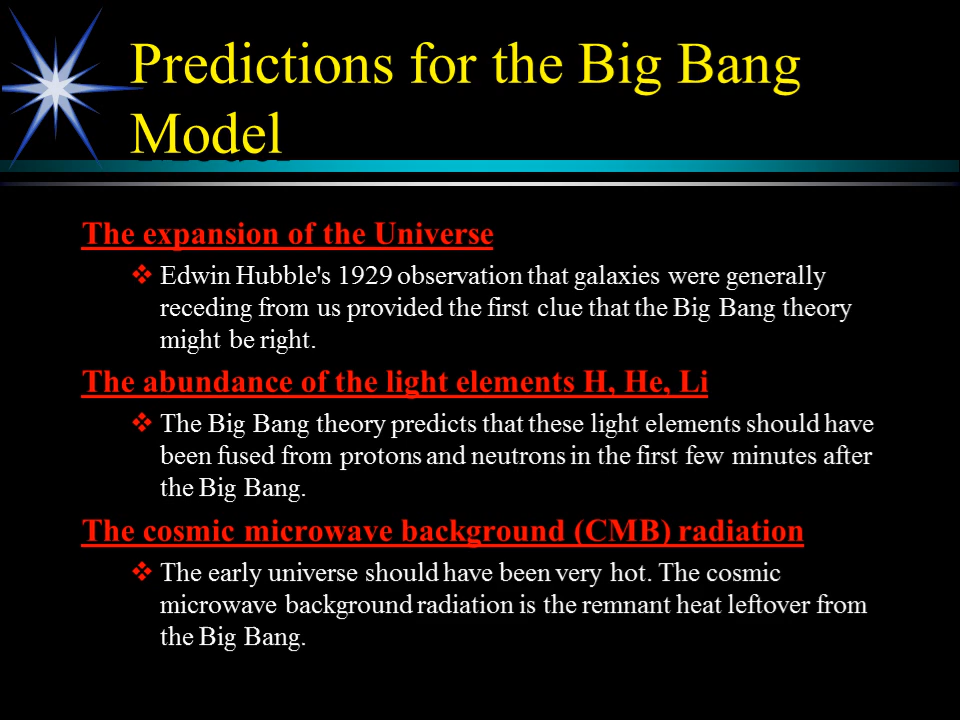 Predictions for the Big Bang
Model
The expansion of the Universe
❖ Edwin Hubble's 1929 observation that galaxies were generally
receding from us provided the first clue that the Big Bang theory
might be right.
The abundance of the light elements H, He, Li
❖ The Big Bang theory predicts that these light elements should have
been fused from protons and neutrons in the first few minutes after
the Big Bang.
The cosmic microwave background (CMB) radiation
❖ The early universe should have been very hot. The cosmic
microwave background radiation is the remnant heat leftover from
the Big Bang.